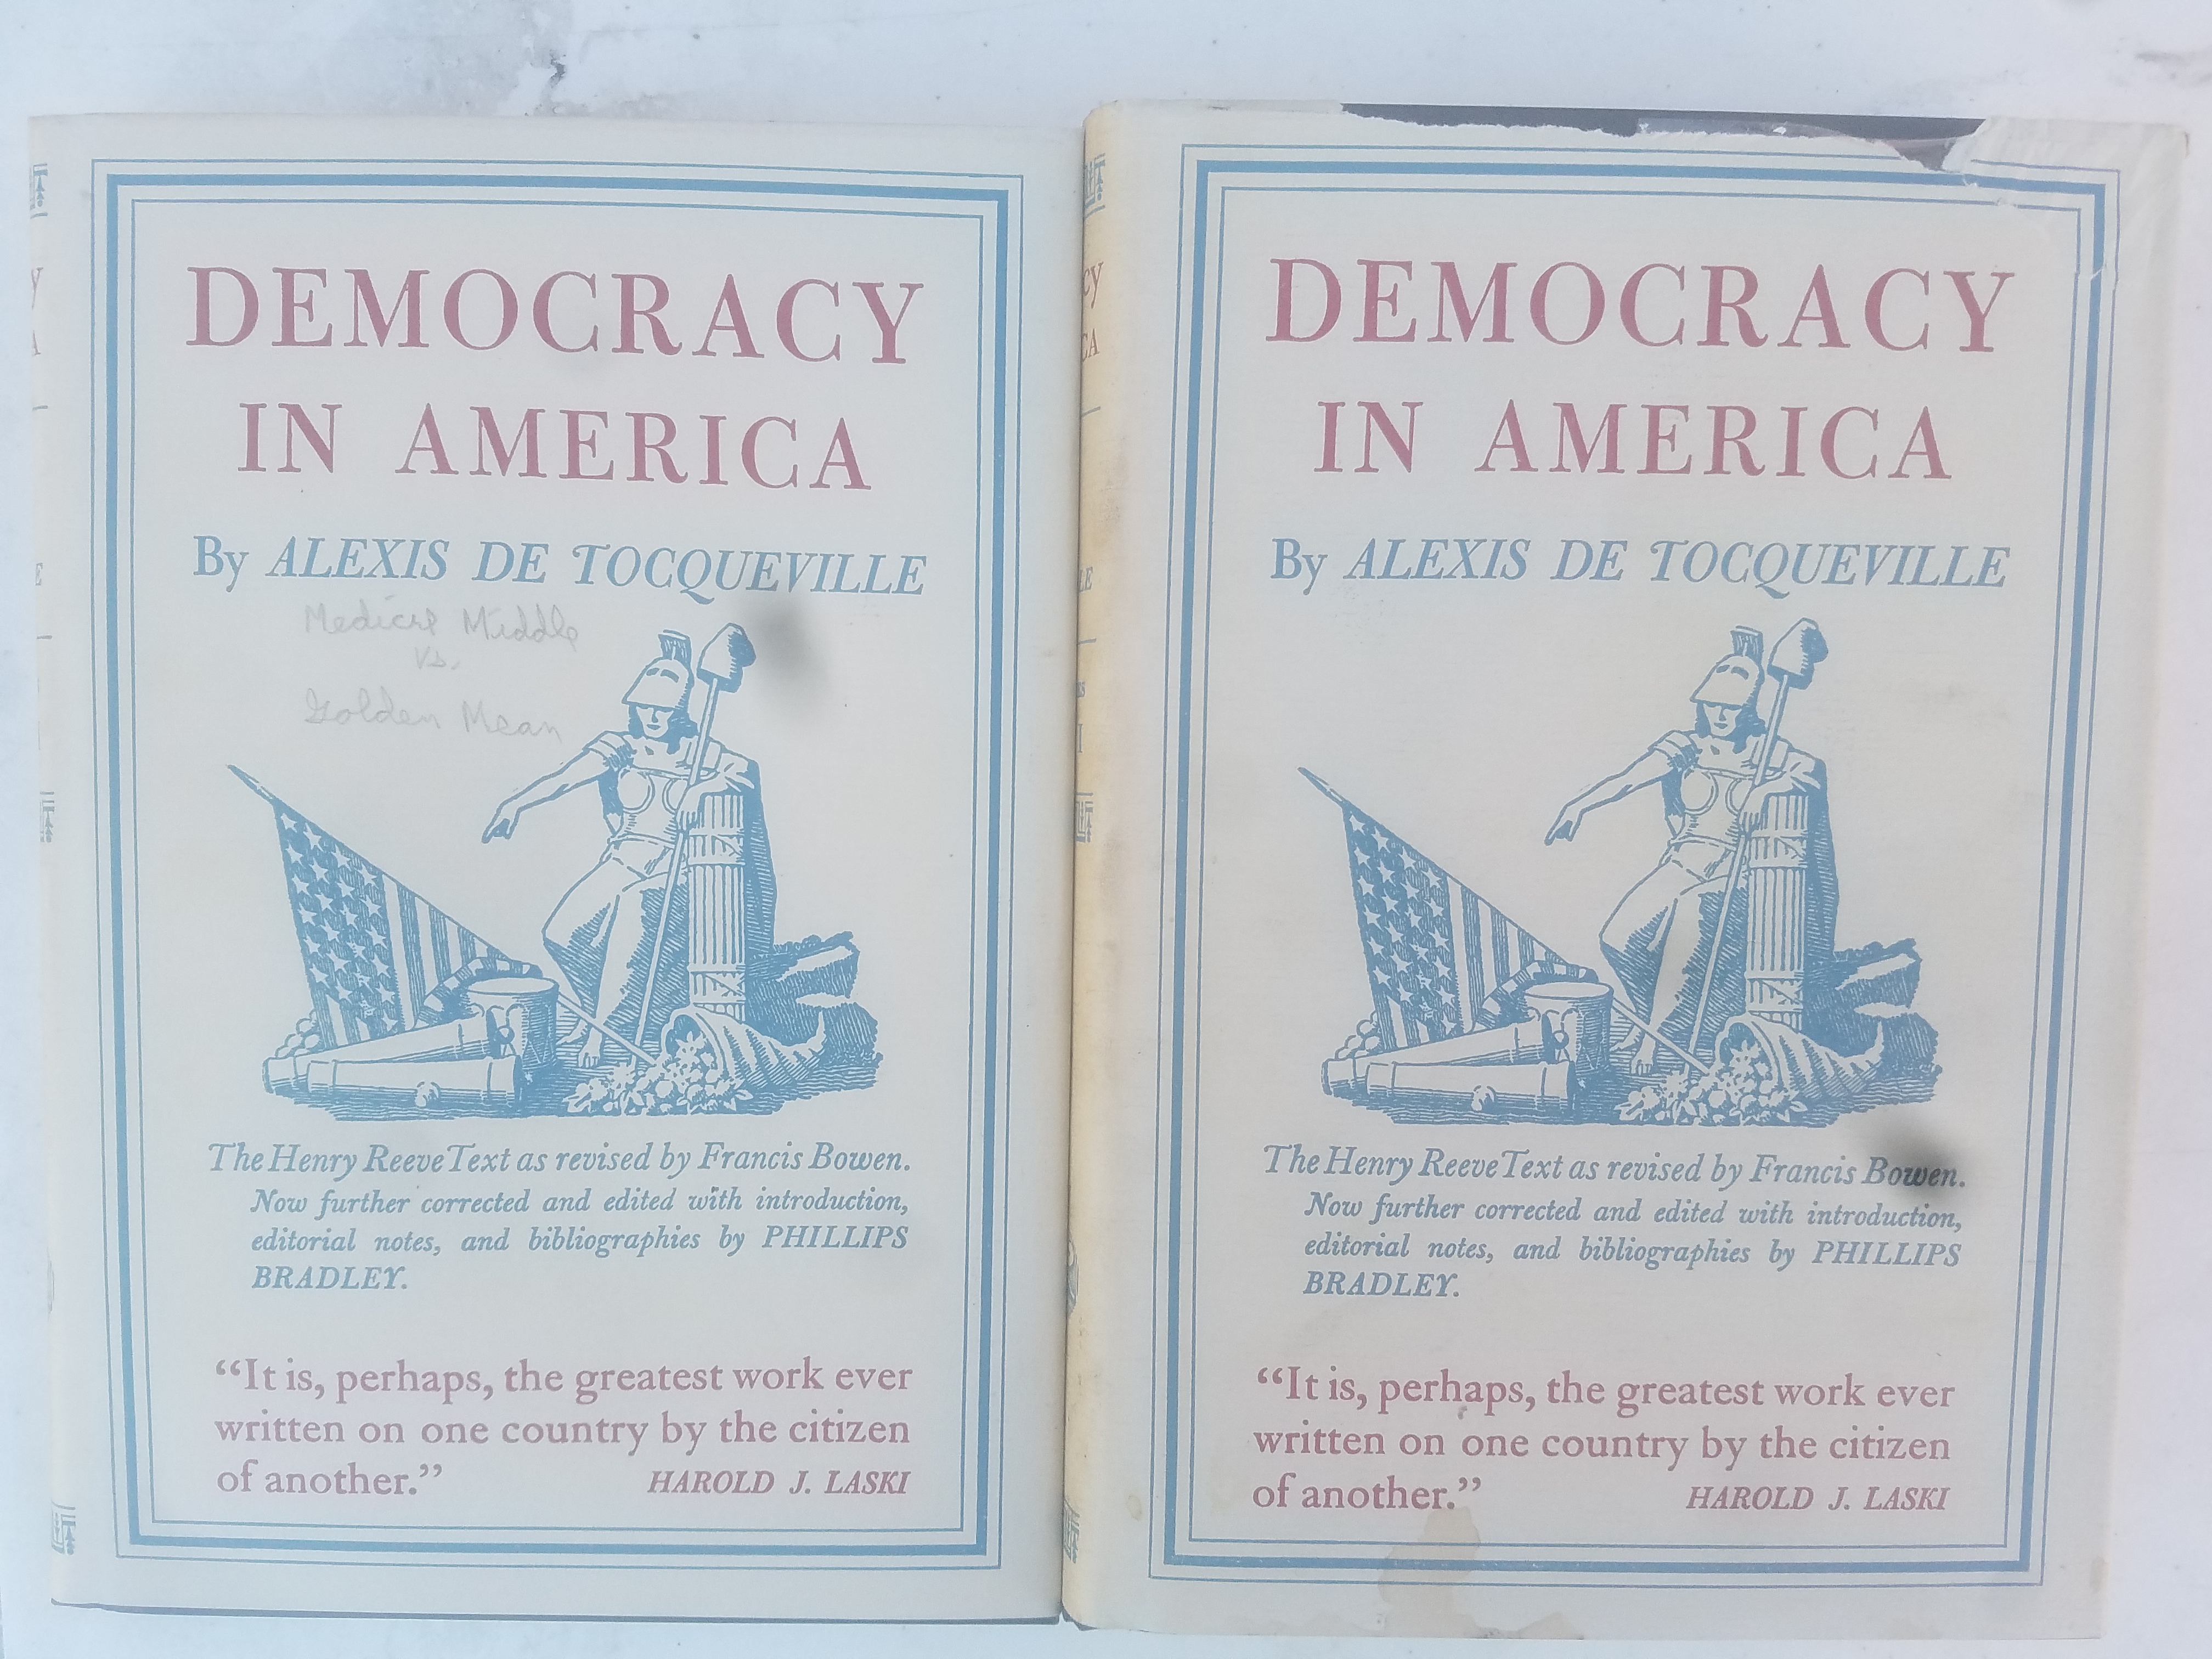 DEMOCRACY
IN AMERICA
By ALEXIS DE TOCQUEVILLE
Middle
vs.
Golden Mean
The Henry Reeve Text as revised by Francis Bowen.
Now further corrected and edited with introduction,
editorial notes, and bibliographies by PHILLIPS
BRADLEY.
“It is, perhaps, the greatest work ever
written on one country by the citizen
of another.” HAROLD J. LASKI
DEMOCRACY
IN AMERICA
By ALEXIS DE TOCQUEVILLE
The Henry Reeve Text as revised by Francis Bowen.
Now further corrected and edited with introduction,
editorial notes, and bibliographies by PHILLIPS
BRADLEY.
“It is, perhaps, the greatest work ever
written on one country by the citizen
of another.” HAROLD J. LASKI